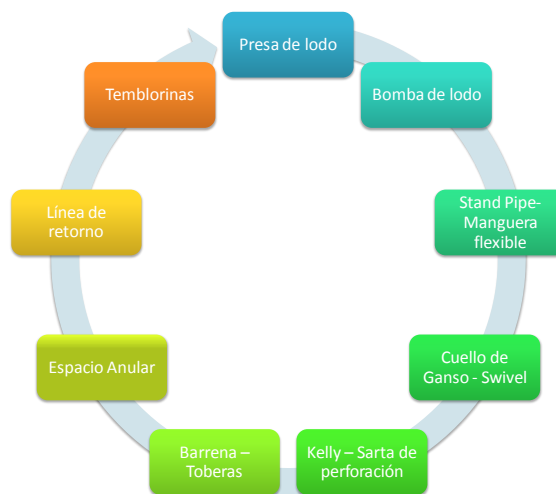 Presa de lodo
Bomba de lodo
Stand Pipe-
Manguera
flexible
Cuello de
Ganso - Swivel
Kelly – Sarta de
perforación
Barrena –
Toberas
Espacio Anular
Línea de
retorno
Temblorinas